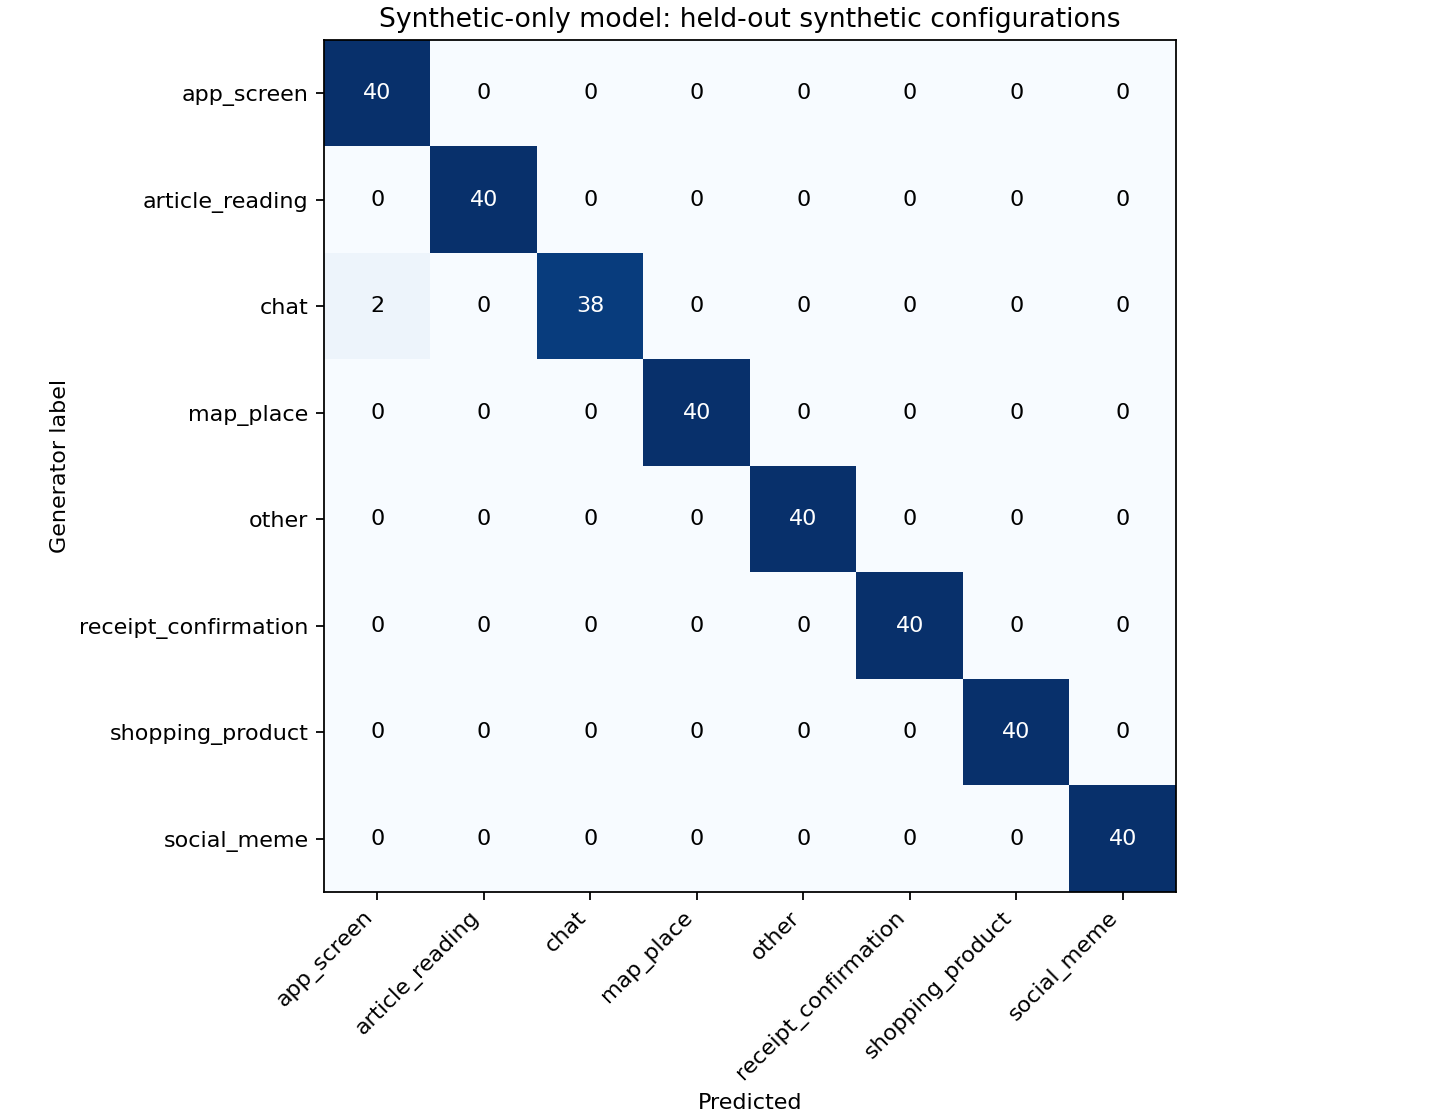 Synthetic-only model: held-out synthetic configurations
Generator label
app_screen 40 0 0 0 0 0 0 0
article_reading 0 40 0 0 0 0 0 0
chat 2 0 38 0 0 0 0 0
map_place 0 0 0 40 0 0 0 0
other 0 0 0 0 40 0 0 0
receipt_confirmation 0 0 0 0 0 40 0 0
shopping_product 0 0 0 0 0 0 40 0
social_meme 0 0 0 0 0 0 0 40
app_screen article_reading chat map_place other receipt_confirmation shopping_product social_meme
Predicted